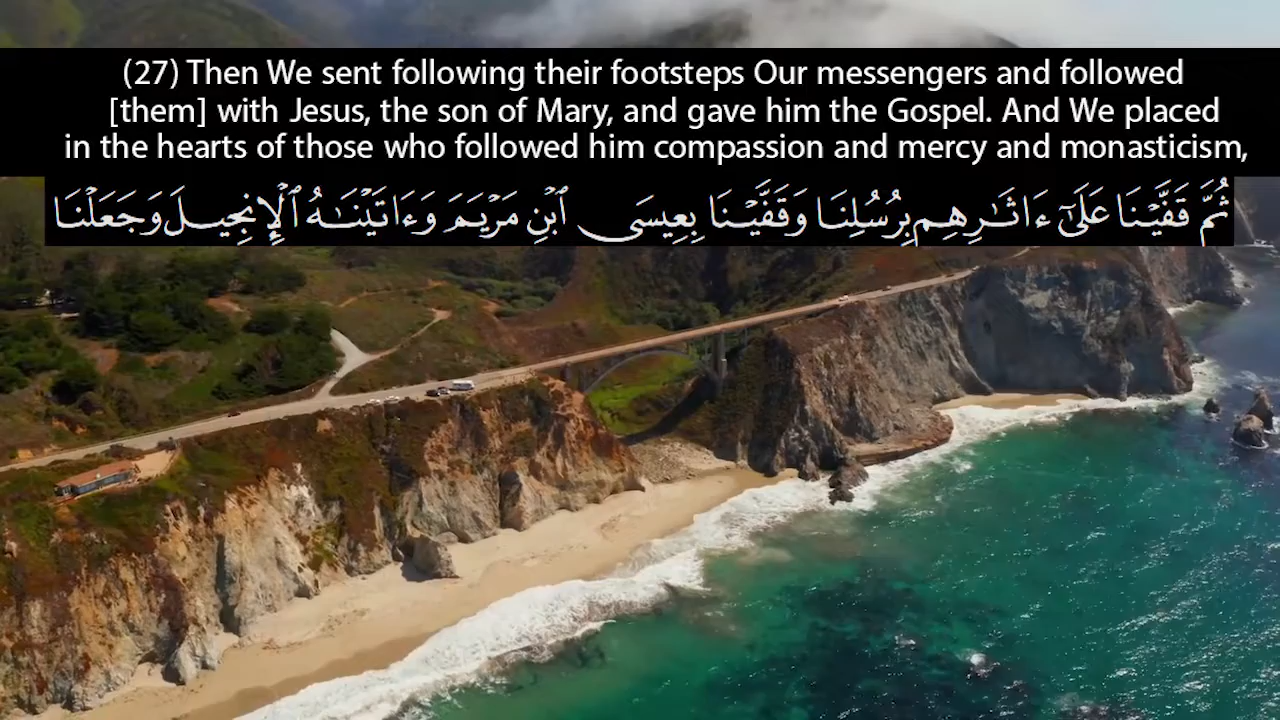 (27) Then We sent following their footsteps Our messengers and followed
[them] with Jesus, the son of Mary, and gave him the Gospel. And We placed
in the hearts of those who followed him compassion and mercy and monasticism,
ثُمَّ قَفَّيْنَا عَلَىٰٓ ءَاثَـٰرِهِم بِرُسُلِنَا وَقَفَّيْنَا بِعِيسَى ٱبْنِ مَرْيَمَ وَءَاتَيْنَـٰهُ ٱلْإِنجِيلَ وَجَعَلْنَا